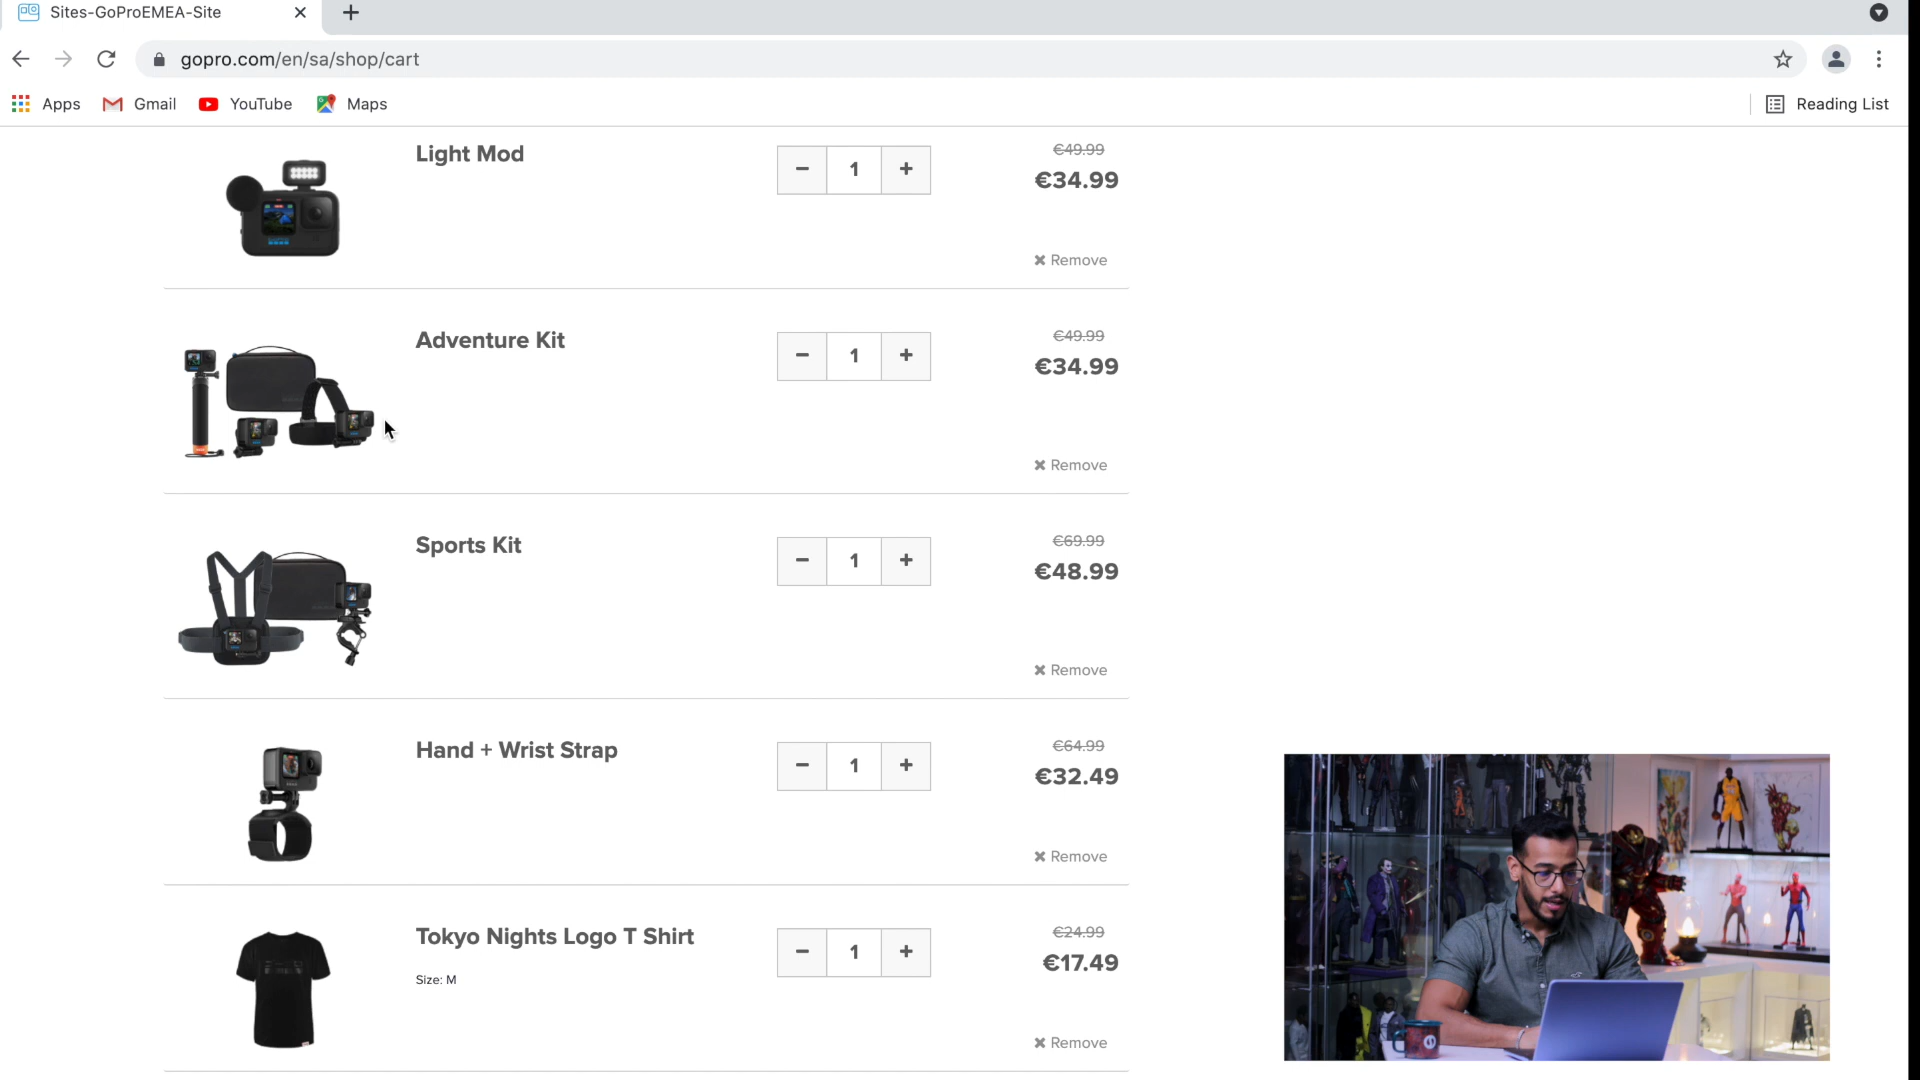 Sites-GoProEMEA-Site
gopro.com/en/sa/shop/cart
Apps Gmail YouTube Maps Reading List
Light Mod
1
€49.99
€34.99
Remove
Adventure Kit
1
€49.99
€34.99
Remove
Sports Kit
1
€69.99
€48.99
Remove
Hand + Wrist Strap
1
€64.99
€32.49
Remove
Tokyo Nights Logo T Shirt
Size: M
1
€24.99
€17.49
Remove